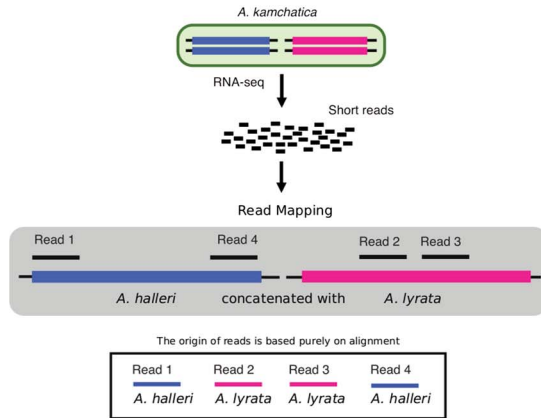 A. kamchatica
RNA-seq
Short reads
Read Mapping
Read 1 Read 4 Read 2 Read 3
A. halleri concatenated with A. lyrata
The origin of reads is based purely on alignment
Read 1 Read 2 Read 3 Read 4
A. halleri A. lyrata A. lyrata A. halleri